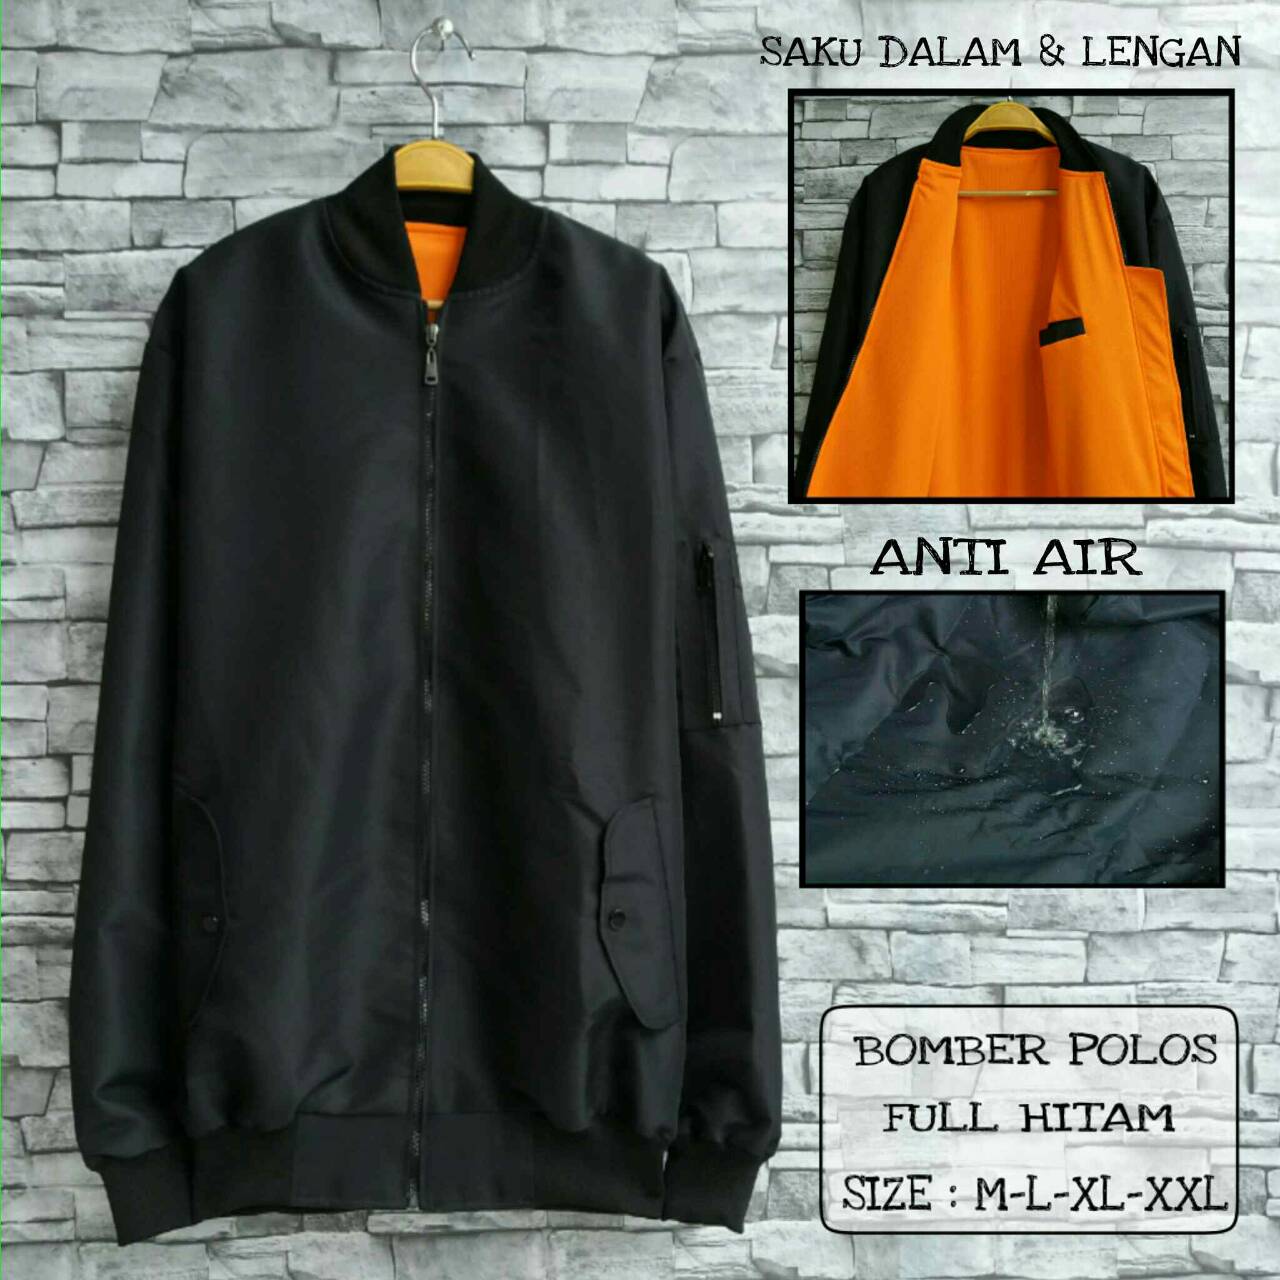 SAKU DALAM & LENGAN
ANTI AIR
BOMBER POLOS
FULL HITAM
SIZE : M-L-XL-XXL